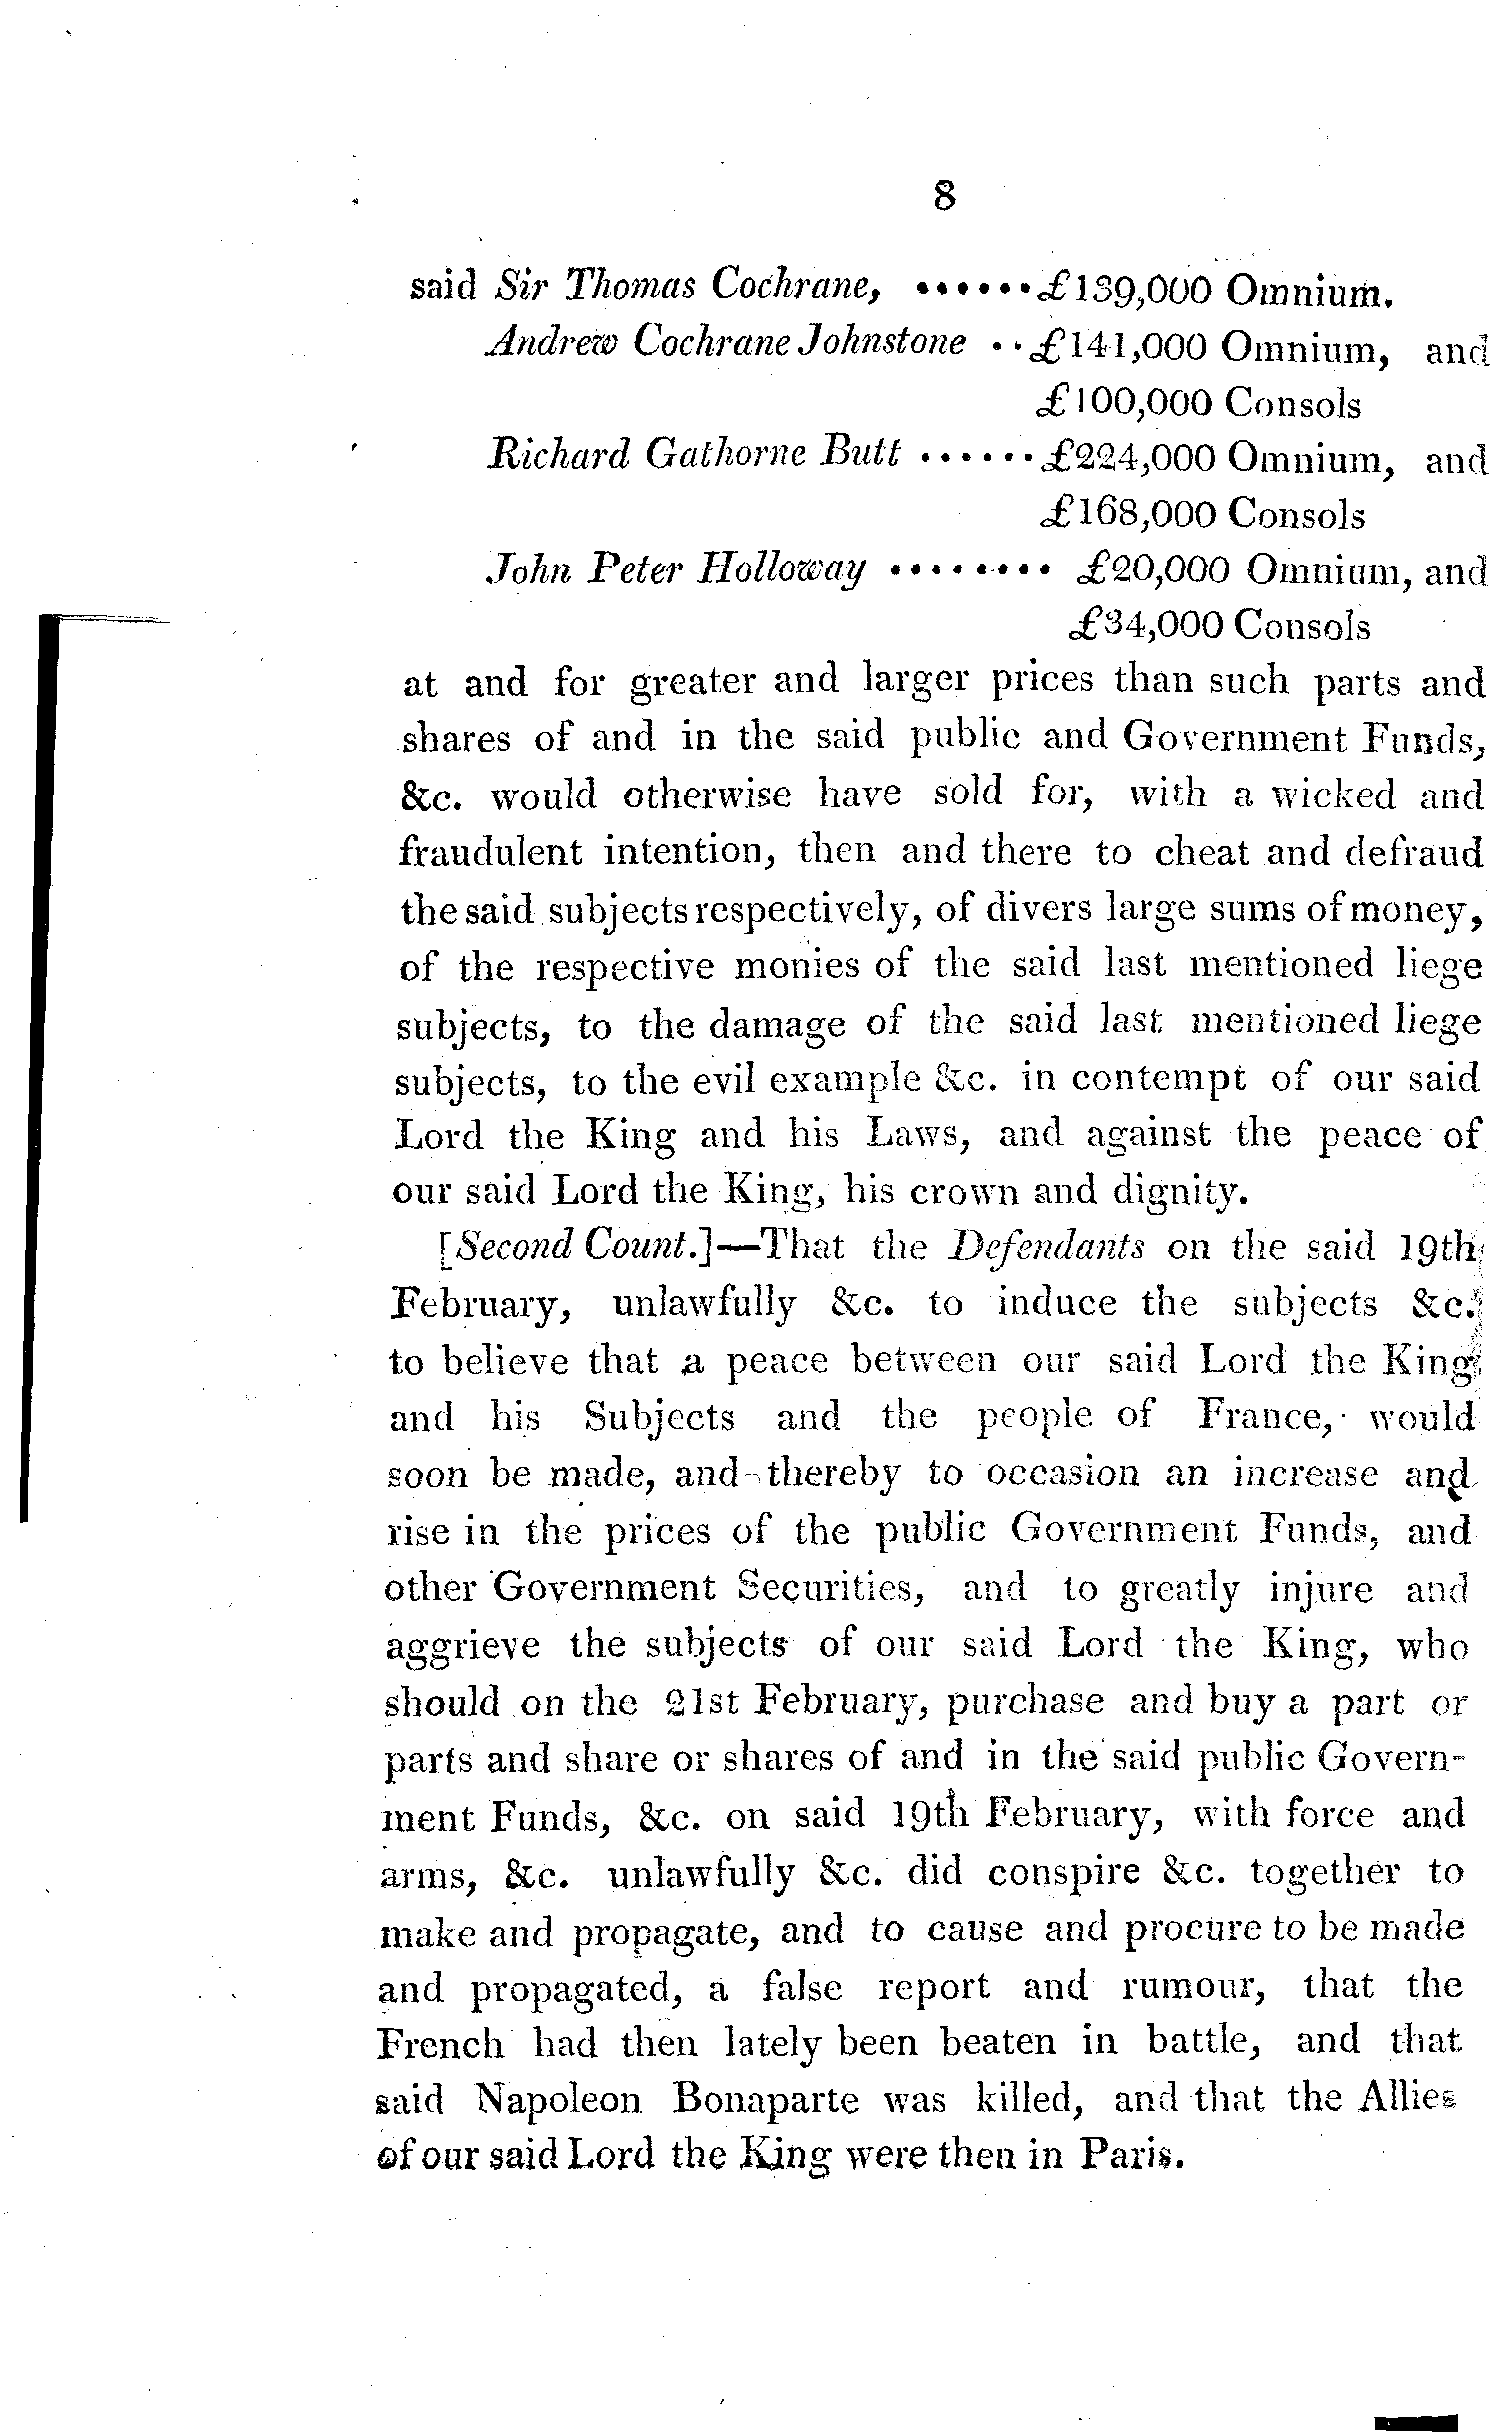 8
said Sir Thomas Cochrane, ······£139,000 Omnium.
Andrew Cochrane Johnstone ··£141,000 Omnium, and
£100,000 Consols
Richard Gathorne Butt ······£224,000 Omnium, and
£168,000 Consols
John Peter Holloway ········ £20,000 Omnium, and
£34,000 Consols
at and for greater and larger prices than such parts and
shares of and in the said public and Government Funds,
&c. would otherwise have sold for, with a wicked and
fraudulent intention, then and there to cheat and defraud
the said subjects respectively, of divers large sums of money,
of the respective monies of the said last mentioned liege
subjects, to the damage of the said last mentioned liege
subjects, to the evil example &c. in contempt of our said
Lord the King and his Laws, and against the peace of
our said Lord the King, his crown and dignity.
[Second Count.]—That the Defendants on the said 19th
February, unlawfully &c. to induce the subjects &c.
to believe that a peace between our said Lord the King
and his Subjects and the people of France, would
soon be made, and thereby to occasion an increase and
rise in the prices of the public Government Funds, and
other Government Securities, and to greatly injure and
aggrieve the subjects of our said Lord the King, who
should on the 21st February, purchase and buy a part or
parts and share or shares of and in the said public Govern-
ment Funds, &c. on said 19th February, with force and
arms, &c. unlawfully &c. did conspire &c. together to
make and propagate, and to cause and procure to be made
and propagated, a false report and rumour, that the
French had then lately been beaten in battle, and that
said Napoleon Bonaparte was killed, and that the Allies
of our said Lord the King were then in Paris.